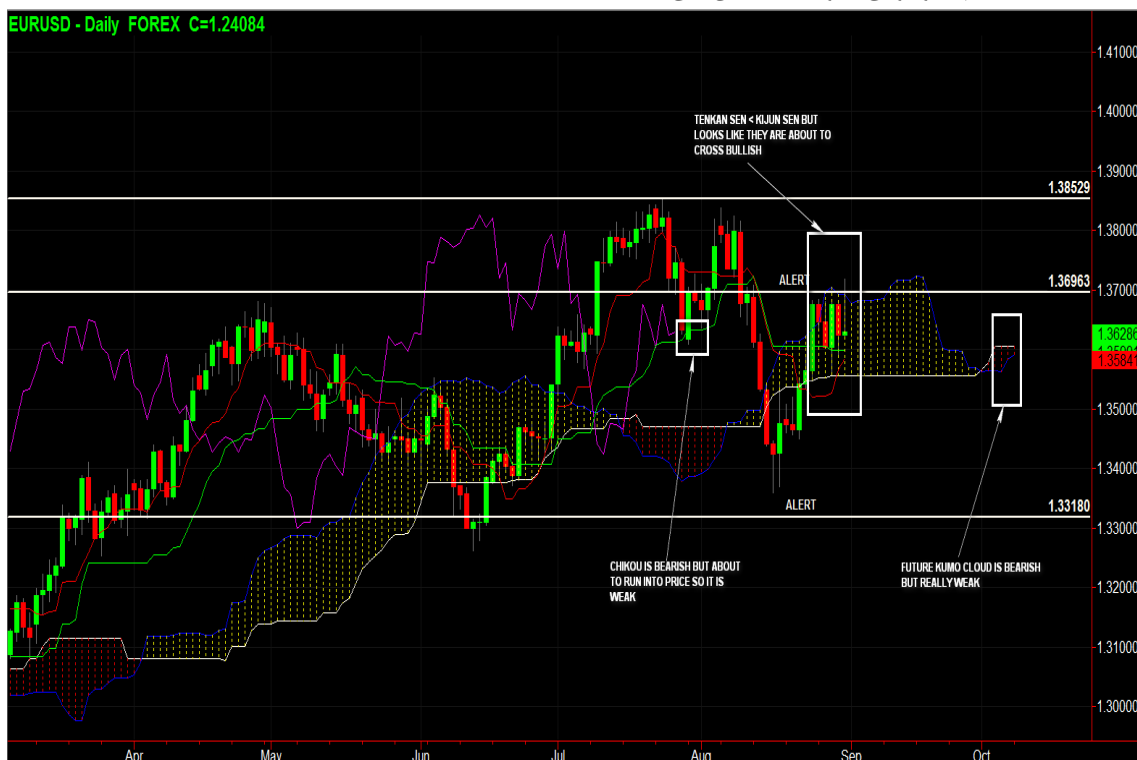 EURUSD - Daily FOREX C=1.24084
1.41000
1.40000
TENKAN SEN < KIJUN SEN BUT
LOOKS LIKE THEY ARE ABOUT TO
CROSS BULLISH
1.39000
1.38529
1.38000
ALERT
1.36963
1.37000
1.36286
1.35841
1.35000
1.34000
ALERT
1.33180
1.33000
CHIKOU IS BEARISH BUT ABOUT
TO RUN INTO PRICE SO IT IS
WEAK
FUTURE KUMO CLOUD IS BEARISH
BUT REALLY WEAK
1.32000
1.31000
1.30000
Apr May Jun Jul Aug Sep Oct